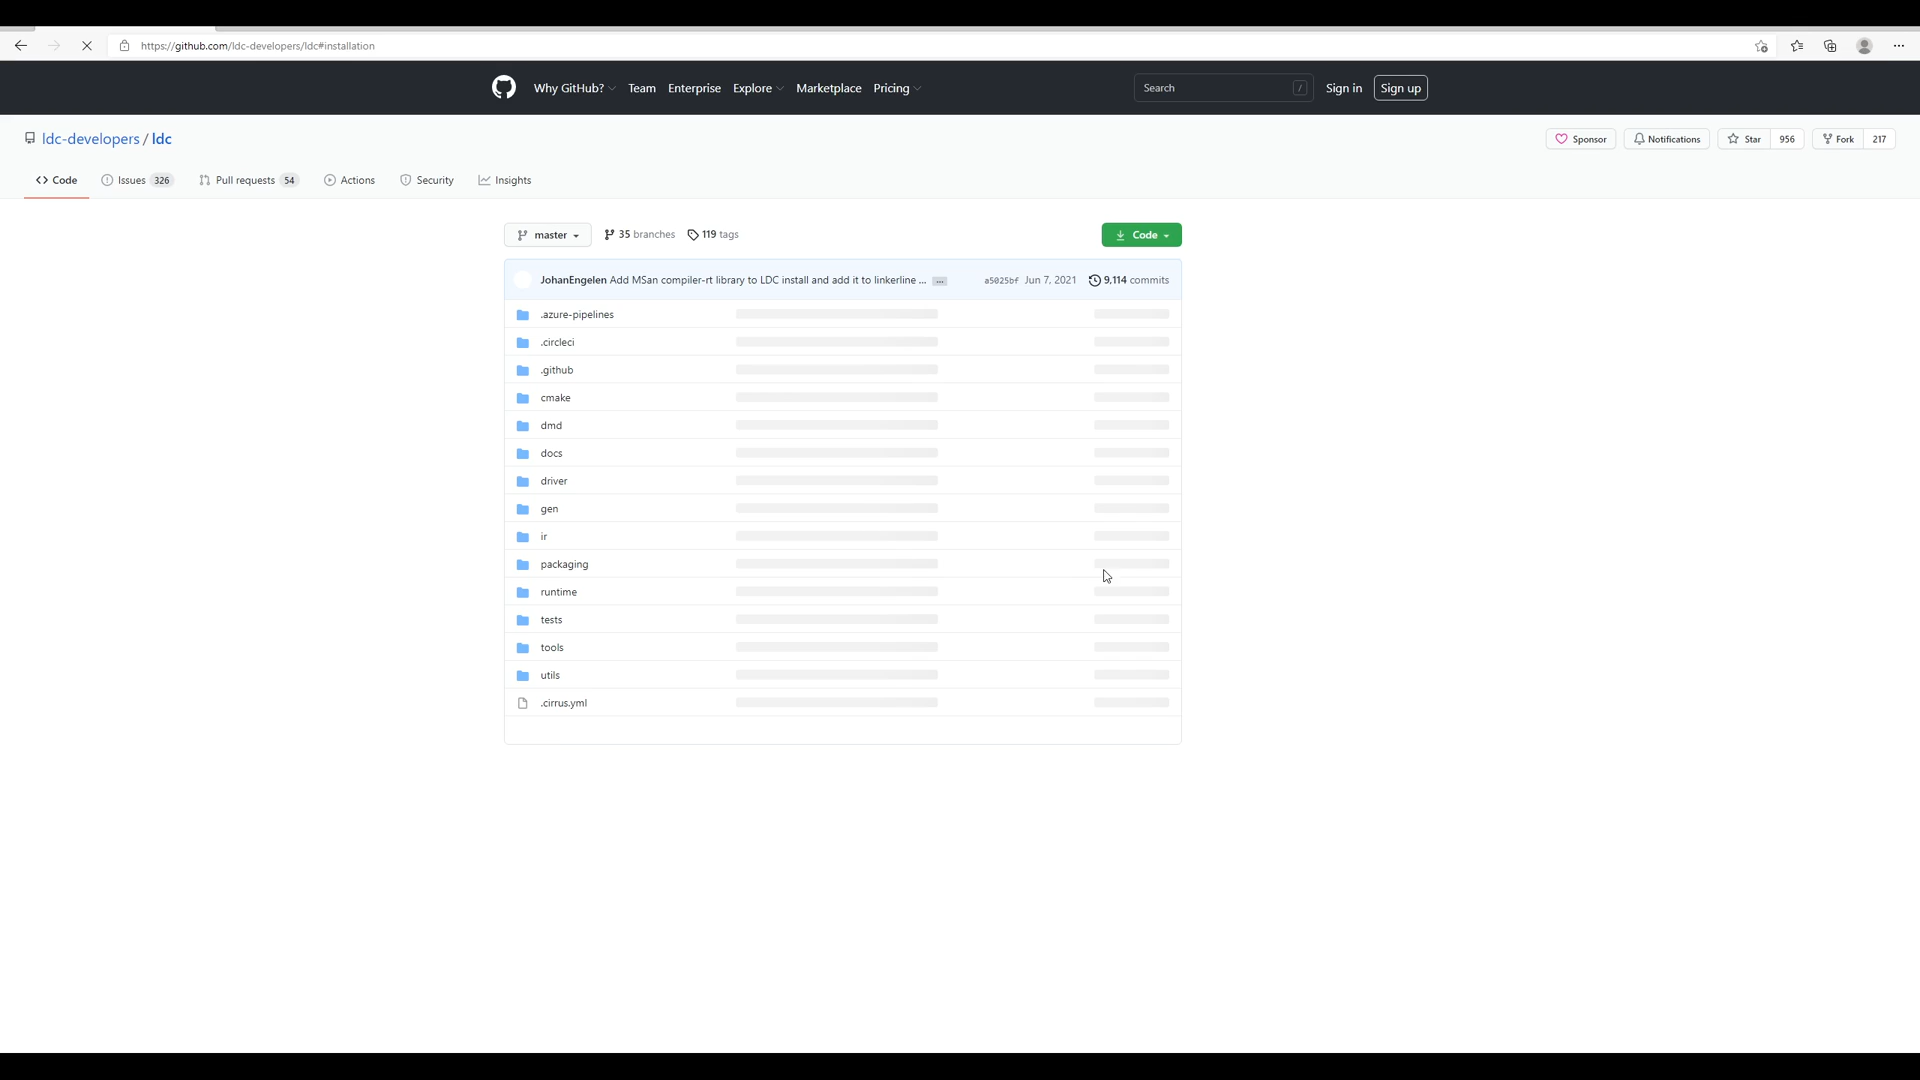 https://github.com/ldc-developers/ldc#installation
Why GitHub? Team Enterprise Explore Marketplace Pricing Search / Sign in Sign up
ldc-developers / ldc Sponsor Notifications Star 956 Fork 217
Code Issues 326 Pull requests 54 Actions Security Insights
master 35 branches 119 tags Code
JohanEngelen Add MSan compiler-rt library to LDC install and add it to linkerline ... ... a5025bf Jun 7, 2021 9,114 commits
.azure-pipelines
.circleci
.github
cmake
dmd
docs
driver
gen
ir
packaging
runtime
tests
tools
utils
.cirrus.yml